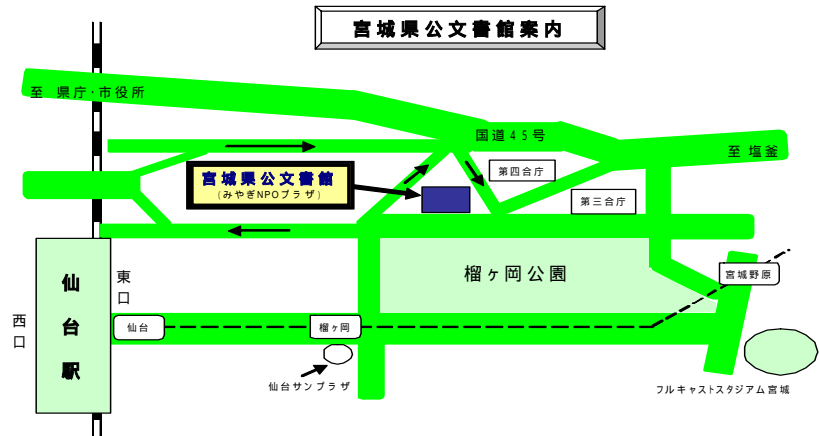 宮城県公文書館案内
至 県庁・市役所
国道45号
至 塩釜
第四合庁
宮城県公文書館
(みやぎNPOプラザ)
第三合庁
榴ヶ岡公園
宮城野原
仙台駅
東口
西口
仙台
榴ヶ岡
仙台サンプラザ
フルキャストスタジアム宮城